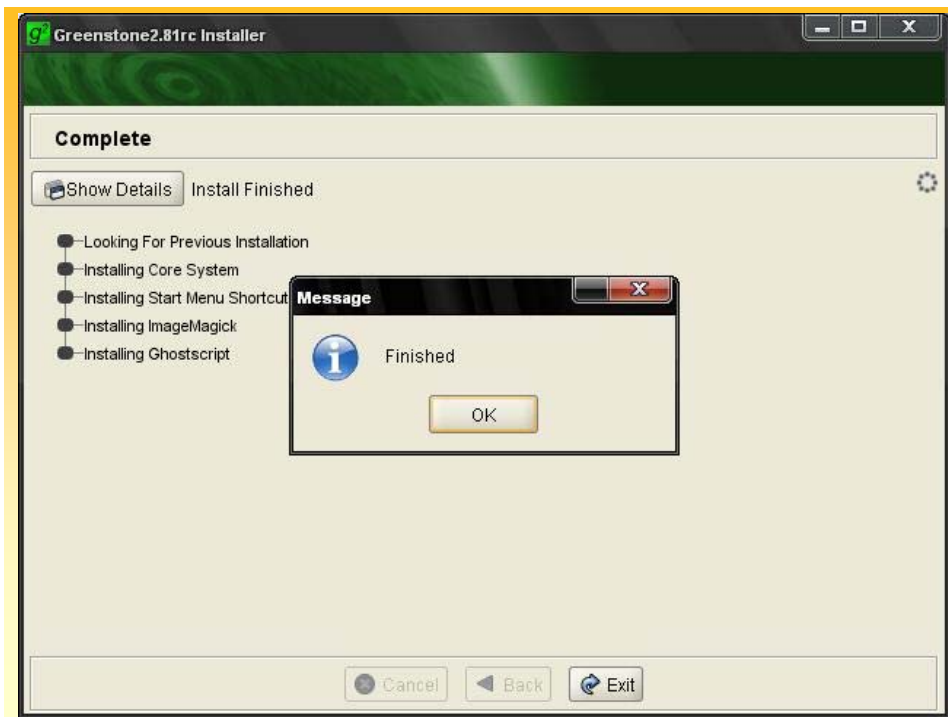 g2 Greenstone2.81rc Installer
Complete
Show Details Install Finished
Looking For Previous Installation
Installing Core System
Installing Start Menu Shortcut
Installing ImageMagick
Installing Ghostscript
Message
Finished
OK
Cancel Back Exit